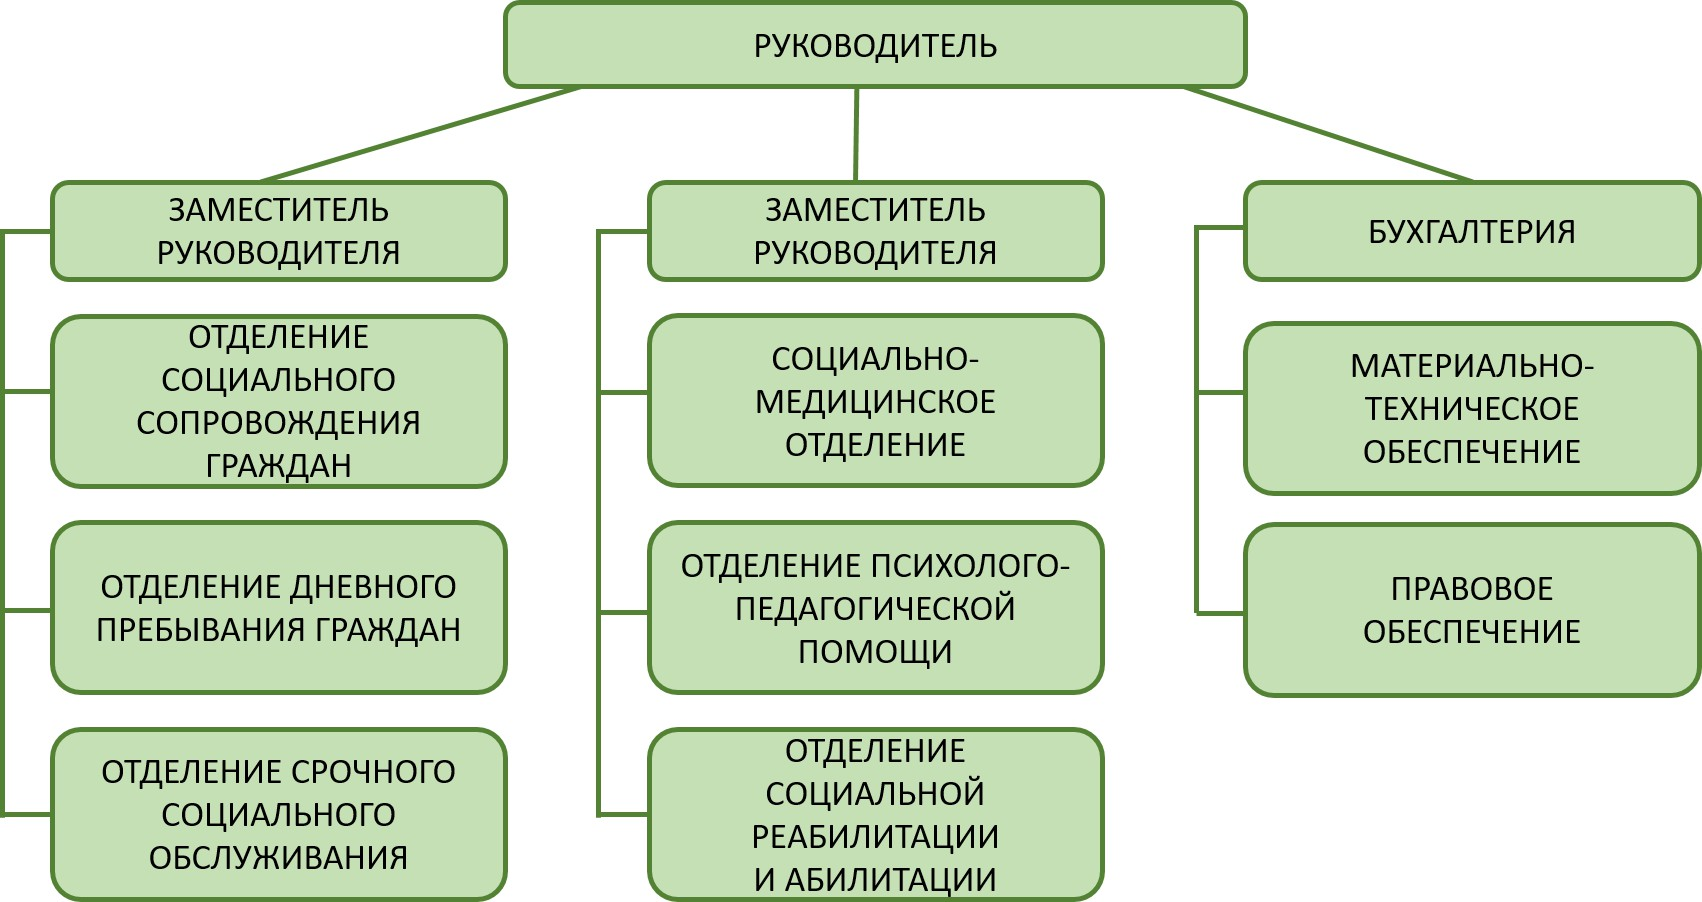 РУКОВОДИТЕЛЬ
ЗАМЕСТИТЕЛЬ
РУКОВОДИТЕЛЯ
ОТДЕЛЕНИЕ
СОЦИАЛЬНОГО
СОПРОВОЖДЕНИЯ
ГРАЖДАН
ОТДЕЛЕНИЕ ДНЕВНОГО
ПРЕБЫВАНИЯ ГРАЖДАН
ОТДЕЛЕНИЕ СРОЧНОГО
СОЦИАЛЬНОГО
ОБСЛУЖИВАНИЯ
ЗАМЕСТИТЕЛЬ
РУКОВОДИТЕЛЯ
СОЦИАЛЬНО-
МЕДИЦИНСКОЕ
ОТДЕЛЕНИЕ
ОТДЕЛЕНИЕ ПСИХОЛОГО-
ПЕДАГОГИЧЕСКОЙ
ПОМОЩИ
ОТДЕЛЕНИЕ
СОЦИАЛЬНОЙ
РЕАБИЛИТАЦИИ
И АБИЛИТАЦИИ
БУХГАЛТЕРИЯ
МАТЕРИАЛЬНО-
ТЕХНИЧЕСКОЕ
ОБЕСПЕЧЕНИЕ
ПРАВОВОЕ
ОБЕСПЕЧЕНИЕ